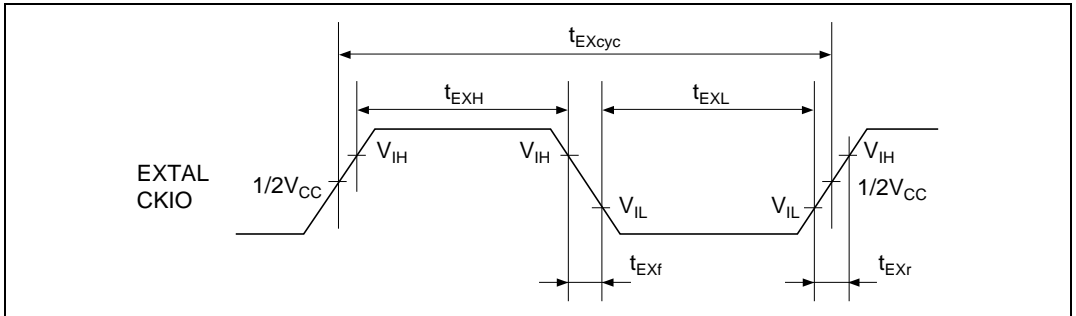 tEXcyc
tEXH
tEXL
VIH
VIH
VIH
EXTAL
CKIO
1/2VCC
1/2VCC
VIL
VIL
tEXf
tEXr